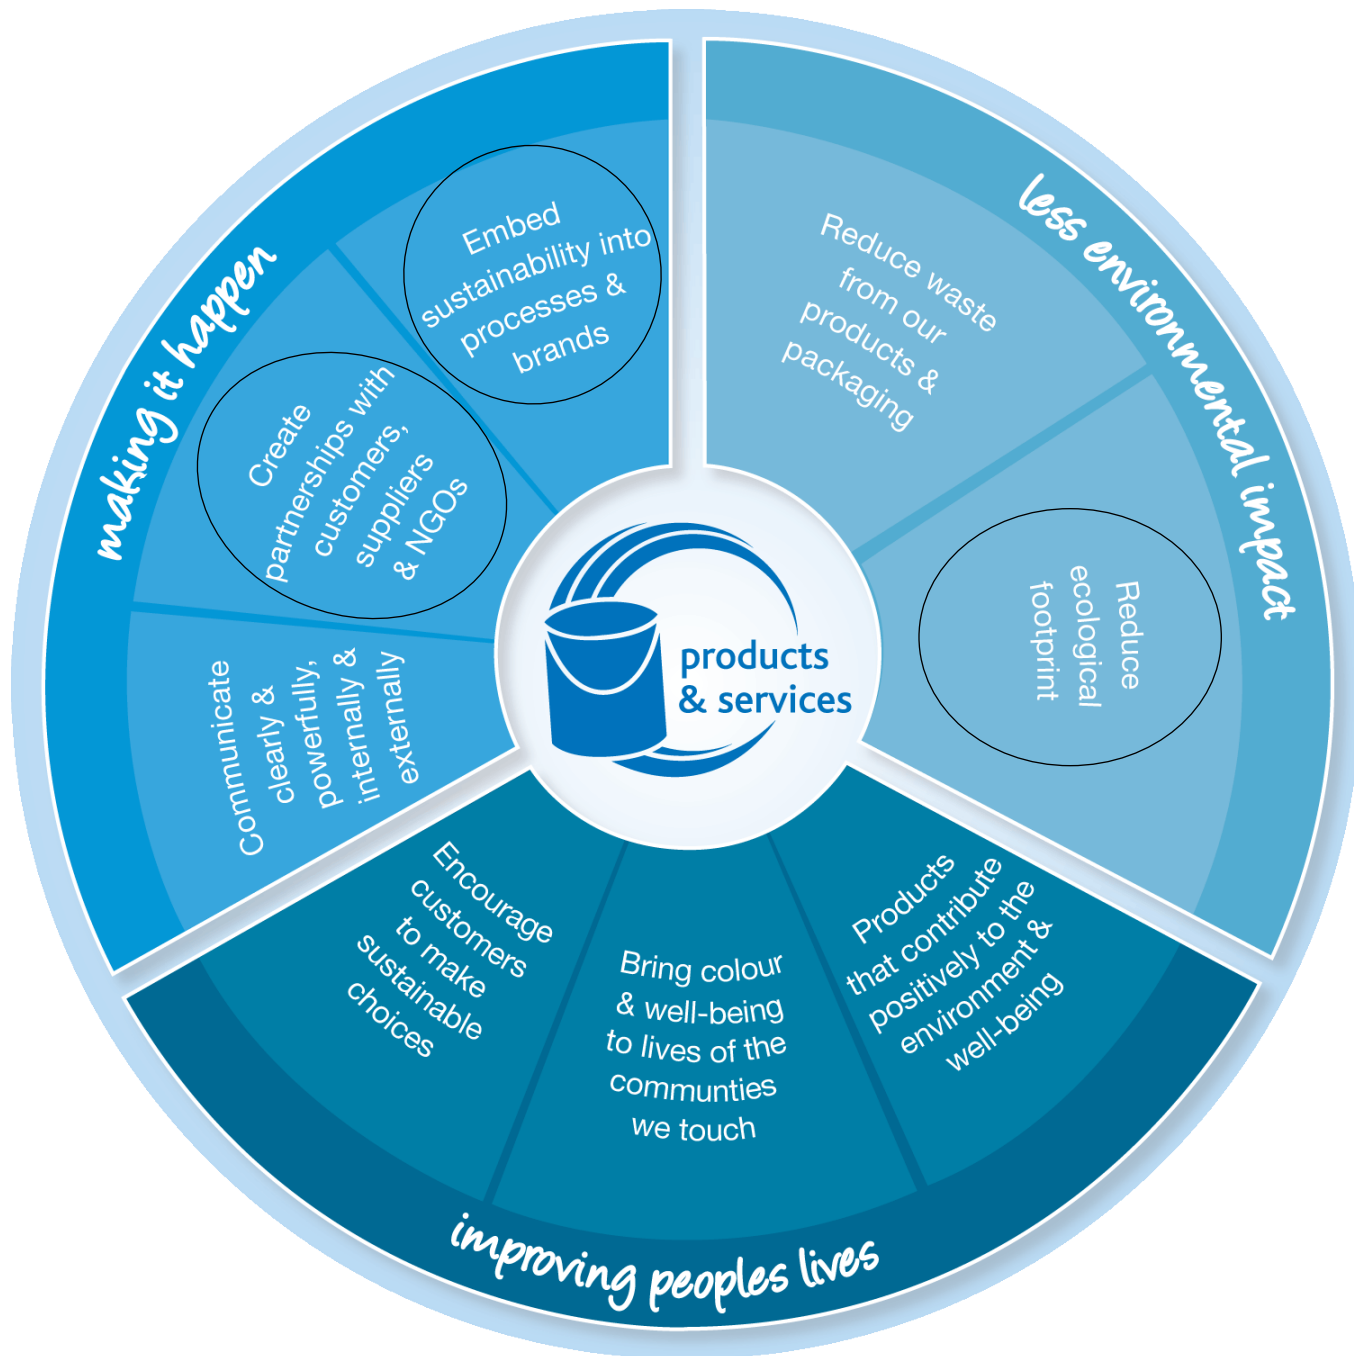 making it happen
Embed
sustainability into
processes &
brands
Create
partnerships with
customers,
suppliers
& NGOs
Communicate
clearly &
powerfully,
internally &
externally
less environmental impact
Reduce waste
from our
products &
packaging
Reduce
ecological
footprint
products
& services
Encourage
customers
to make
sustainable
choices
Bring colour
& well-being
to lives of the
communties
we touch
Products
that contribute
positively to the
environment &
well-being
improving peoples lives